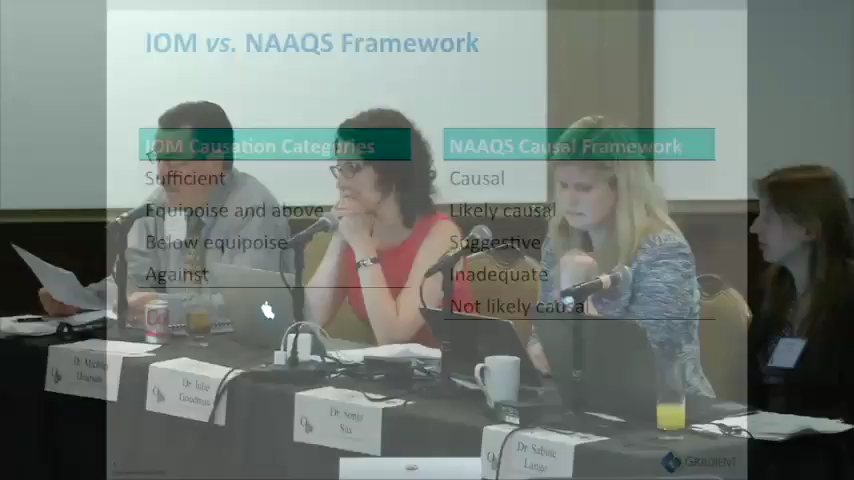 IOM vs. NAAQS Framework
IOM Causation Categories
Sufficient
Equipoise and above
Below equipoise
Against
NAAQS Causal Framework
Causal
Likely causal
Suggestive
Inadequate
Not likely causal
Dr. Julie
Goodman
Dr. Sonja
Sax
Dr. Sabine
Lange
GRADIENT